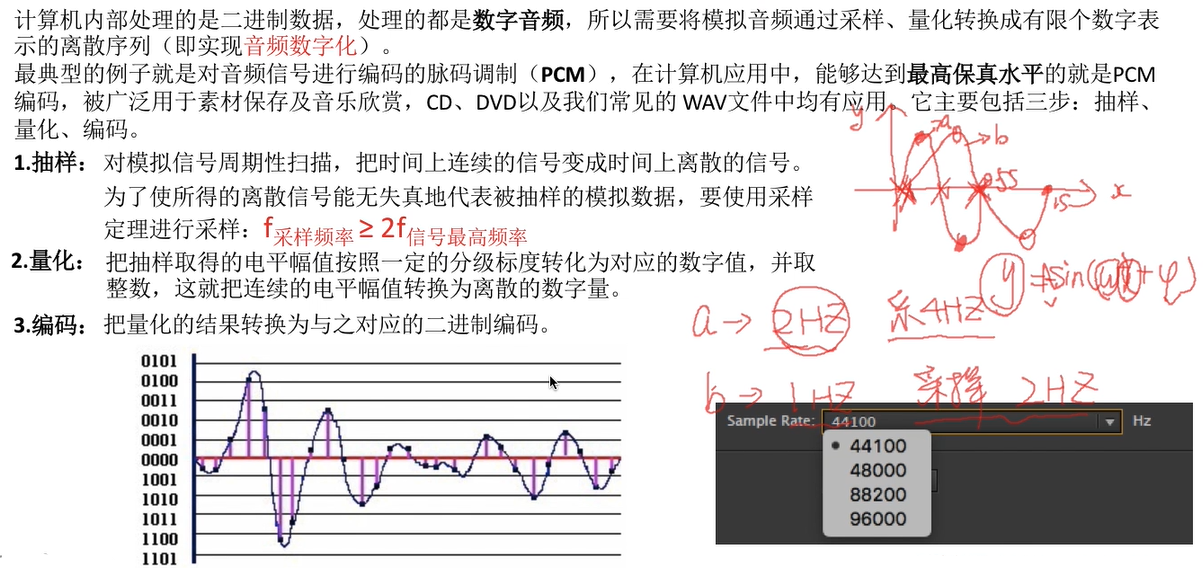 计算机内部处理的是二进制数据，处理的都是数字音频，所以需要将模拟音频通过采样、量化转换成有限个数字表
示的离散序列（即实现音频数字化）。
最典型的例子就是对音频信号进行编码的脉码调制（PCM），在计算机应用中，能够达到最高保真水平的就是PCM
编码，被广泛用于素材保存及音乐欣赏，CD、DVD以及我们常见的 WAV文件中均有应用。它主要包括三步：抽样、
量化、编码。
1.抽样：对模拟信号周期性扫描，把时间上连续的信号变成时间上离散的信号。
为了使所得的离散信号能无失真地代表被抽样的模拟数据，要使用采样
定理进行采样：f采样频率 ≥ 2f信号最高频率
2.量化：把抽样取得的电平幅值按照一定的分级标度转化为对应的数字值，并取
整数，这就把连续的电平幅值转换为离散的数字量。
3.编码：把量化的结果转换为与之对应的二进制编码。
y
a
b
x
1S
a→ 2HZ 采4HZ
b→ 1HZ 采样 2HZ
0101
0100
0011
0010
0001
0000
1001
1010
1011
1100
1101
Sample Rate: 44100 Hz
44100
48000
88200
96000